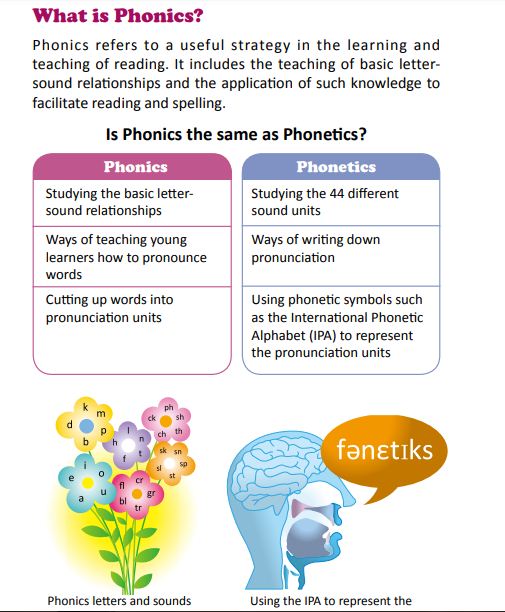 What is Phonics?
Phonics refers to a useful strategy in the learning and
teaching of reading. It includes the teaching of basic letter-
sound relationships and the application of such knowledge to
facilitate reading and spelling.
Is Phonics the same as Phonetics?
Phonics
Studying the basic letter-
sound relationships
Ways of teaching young
learners how to pronounce
words
Cutting up words into
pronunciation units
Phonetics
Studying the 44 different
sound units
Ways of writing down
pronunciation
Using phonetic symbols such
as the International Phonetic
Alphabet (IPA) to represent
the pronunciation units
k
m
d
p
b
ph
ck
sh
ch
th
l
n
h
f
t
sk
sn
sl
sp
st
i
e
o
a
u
cr
fl
gr
bl
tr
fənɛtɪks
Phonics letters and sounds
Using the IPA to represent the